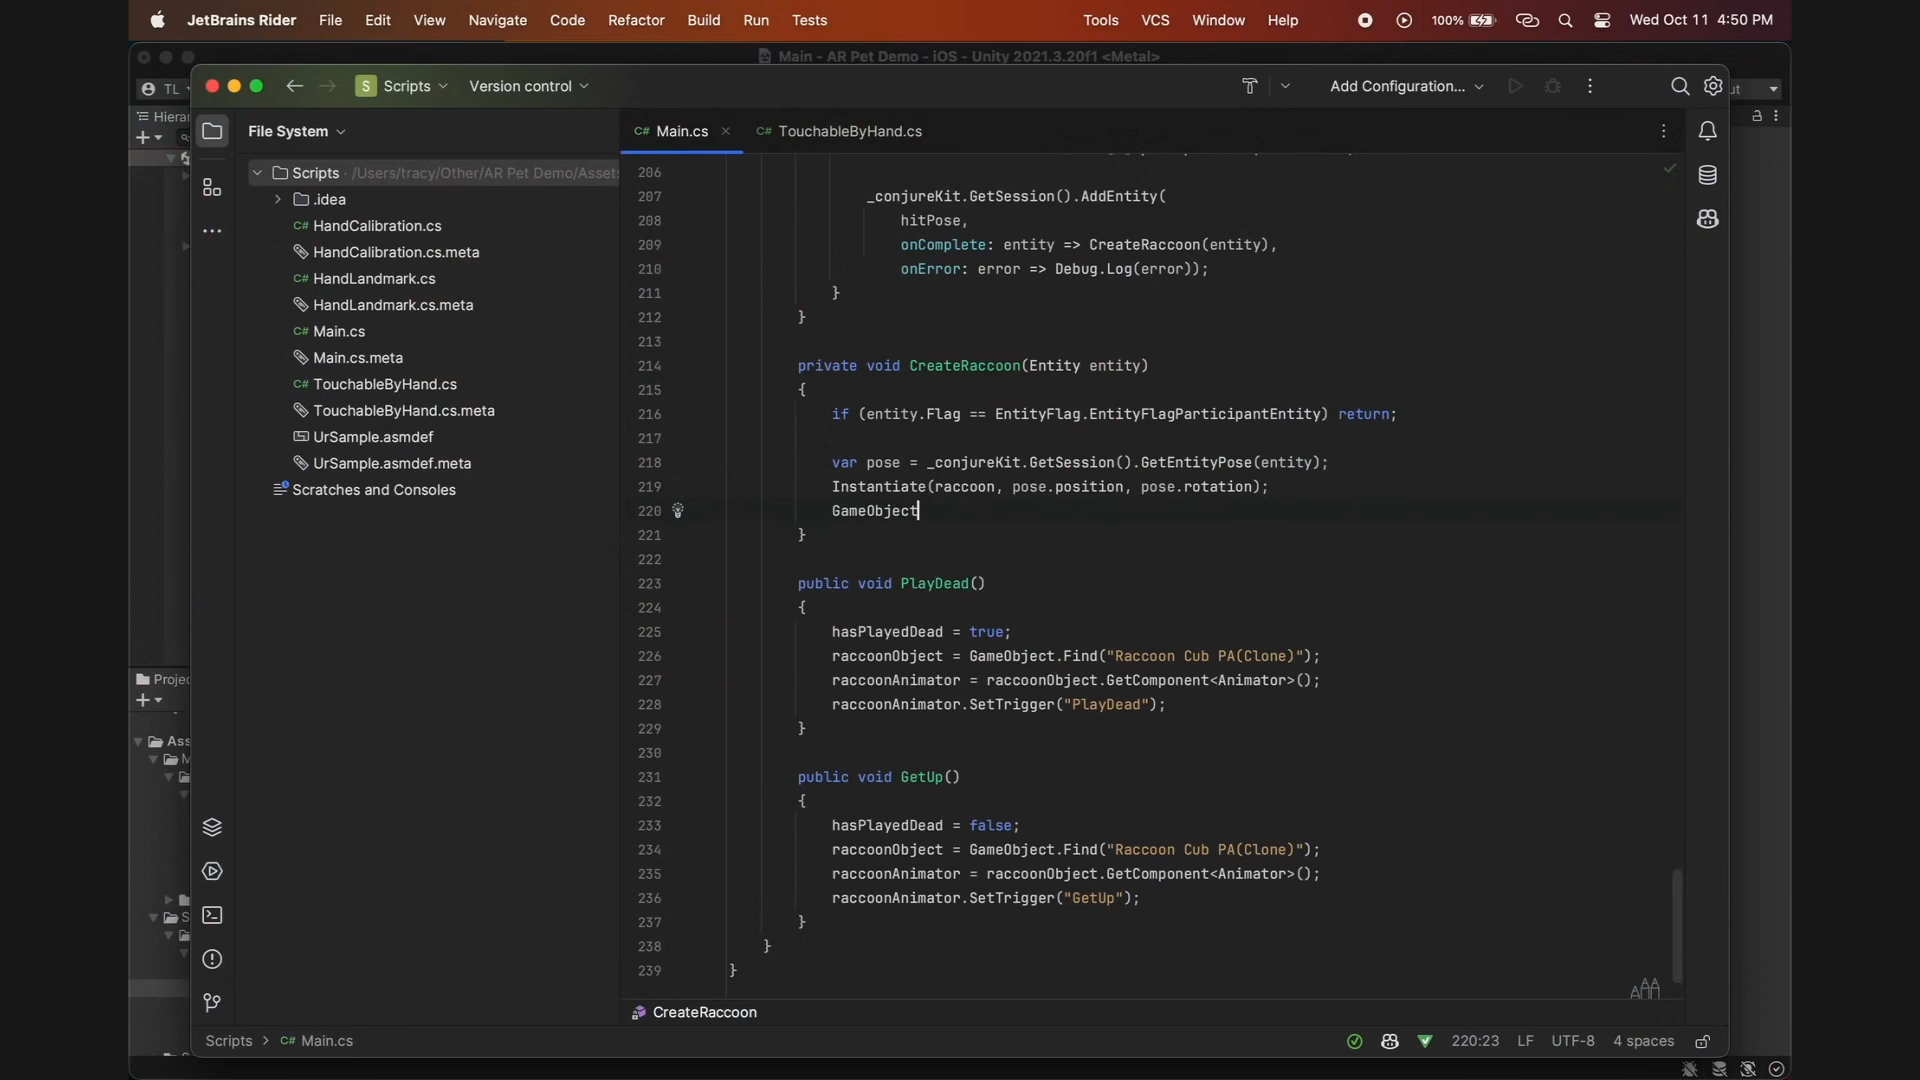 JetBrains Rider File Edit View Navigate Code Refactor Build Run Tests Tools VCS Window Help 100% Wed Oct 11 4:50 PM
Main - AR Pet Demo - iOS - Unity 2021.3.20f1 <Metal>
TL
S Scripts Version control Add Configuration...
Hierar
File System
C# Main.cs C# TouchableByHand.cs
Scripts · /Users/tracy/Other/AR Pet Demo/Assets
.idea
C# HandCalibration.cs
HandCalibration.cs.meta
C# HandLandmark.cs
HandLandmark.cs.meta
C# Main.cs
Main.cs.meta
C# TouchableByHand.cs
TouchableByHand.cs.meta
UrSample.asmdef
UrSample.asmdef.meta
Scratches and Consoles
Projec
Ass
M
S
206
207 _conjureKit.GetSession().AddEntity(
208 hitPose,
209 onComplete: entity => CreateRaccoon(entity),
210 onError: error => Debug.Log(error));
211 }
212 }
213
214 private void CreateRaccoon(Entity entity)
215 {
216 if (entity.Flag == EntityFlag.EntityFlagParticipantEntity) return;
217
218 var pose = _conjureKit.GetSession().GetEntityPose(entity);
219 Instantiate(raccoon, pose.position, pose.rotation);
220 GameObject
221 }
222
223 public void PlayDead()
224 {
225 hasPlayedDead = true;
226 raccoonObject = GameObject.Find("Raccoon Cub PA(Clone)");
227 raccoonAnimator = raccoonObject.GetComponent<Animator>();
228 raccoonAnimator.SetTrigger("PlayDead");
229 }
230
231 public void GetUp()
232 {
233 hasPlayedDead = false;
234 raccoonObject = GameObject.Find("Raccoon Cub PA(Clone)");
235 raccoonAnimator = raccoonObject.GetComponent<Animator>();
236 raccoonAnimator.SetTrigger("GetUp");
237 }
238 }
239 }
CreateRaccoon
Scripts > C# Main.cs 220:23 LF UTF-8 4 spaces